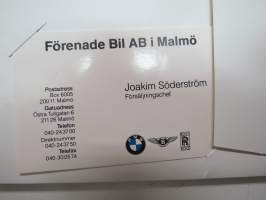 Förenade Bil AB i Malmö
Joakim Söderström
Försäljningschef
Postadress
Box 6005
200 11 Malmö
Gatuadress
Östra Tullgatan 6
211 28 Malmö
Telefon
040-24 37 00
Direktnummer
040-24 37 50
Telefax
040-30 05 74